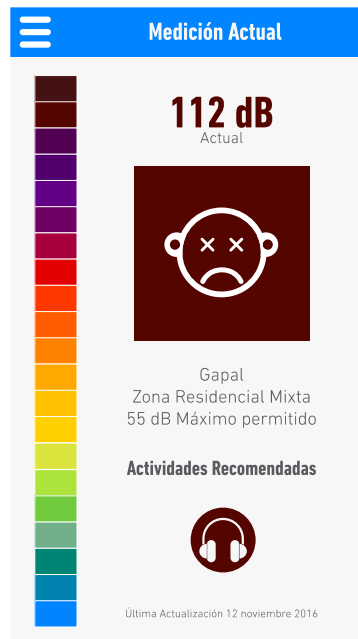 Medición Actual
112 dB
Actual
Gapal
Zona Residencial Mixta
55 dB Máximo permitido
Actividades Recomendadas
Última Actualización 12 noviembre 2016